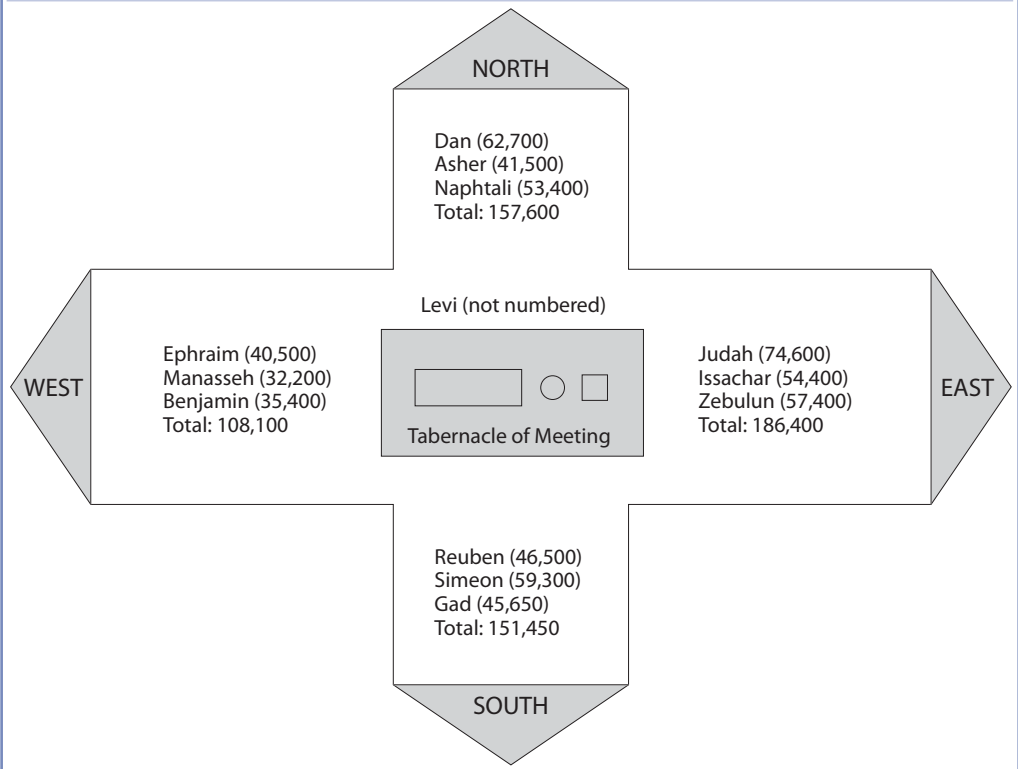 NORTH
Dan (62,700)
Asher (41,500)
Naphtali (53,400)
Total: 157,600
Levi (not numbered)
WEST
Ephraim (40,500)
Manasseh (32,200)
Benjamin (35,400)
Total: 108,100
Tabernacle of Meeting
Judah (74,600)
Issachar (54,400)
Zebulun (57,400)
Total: 186,400
EAST
Reuben (46,500)
Simeon (59,300)
Gad (45,650)
Total: 151,450
SOUTH